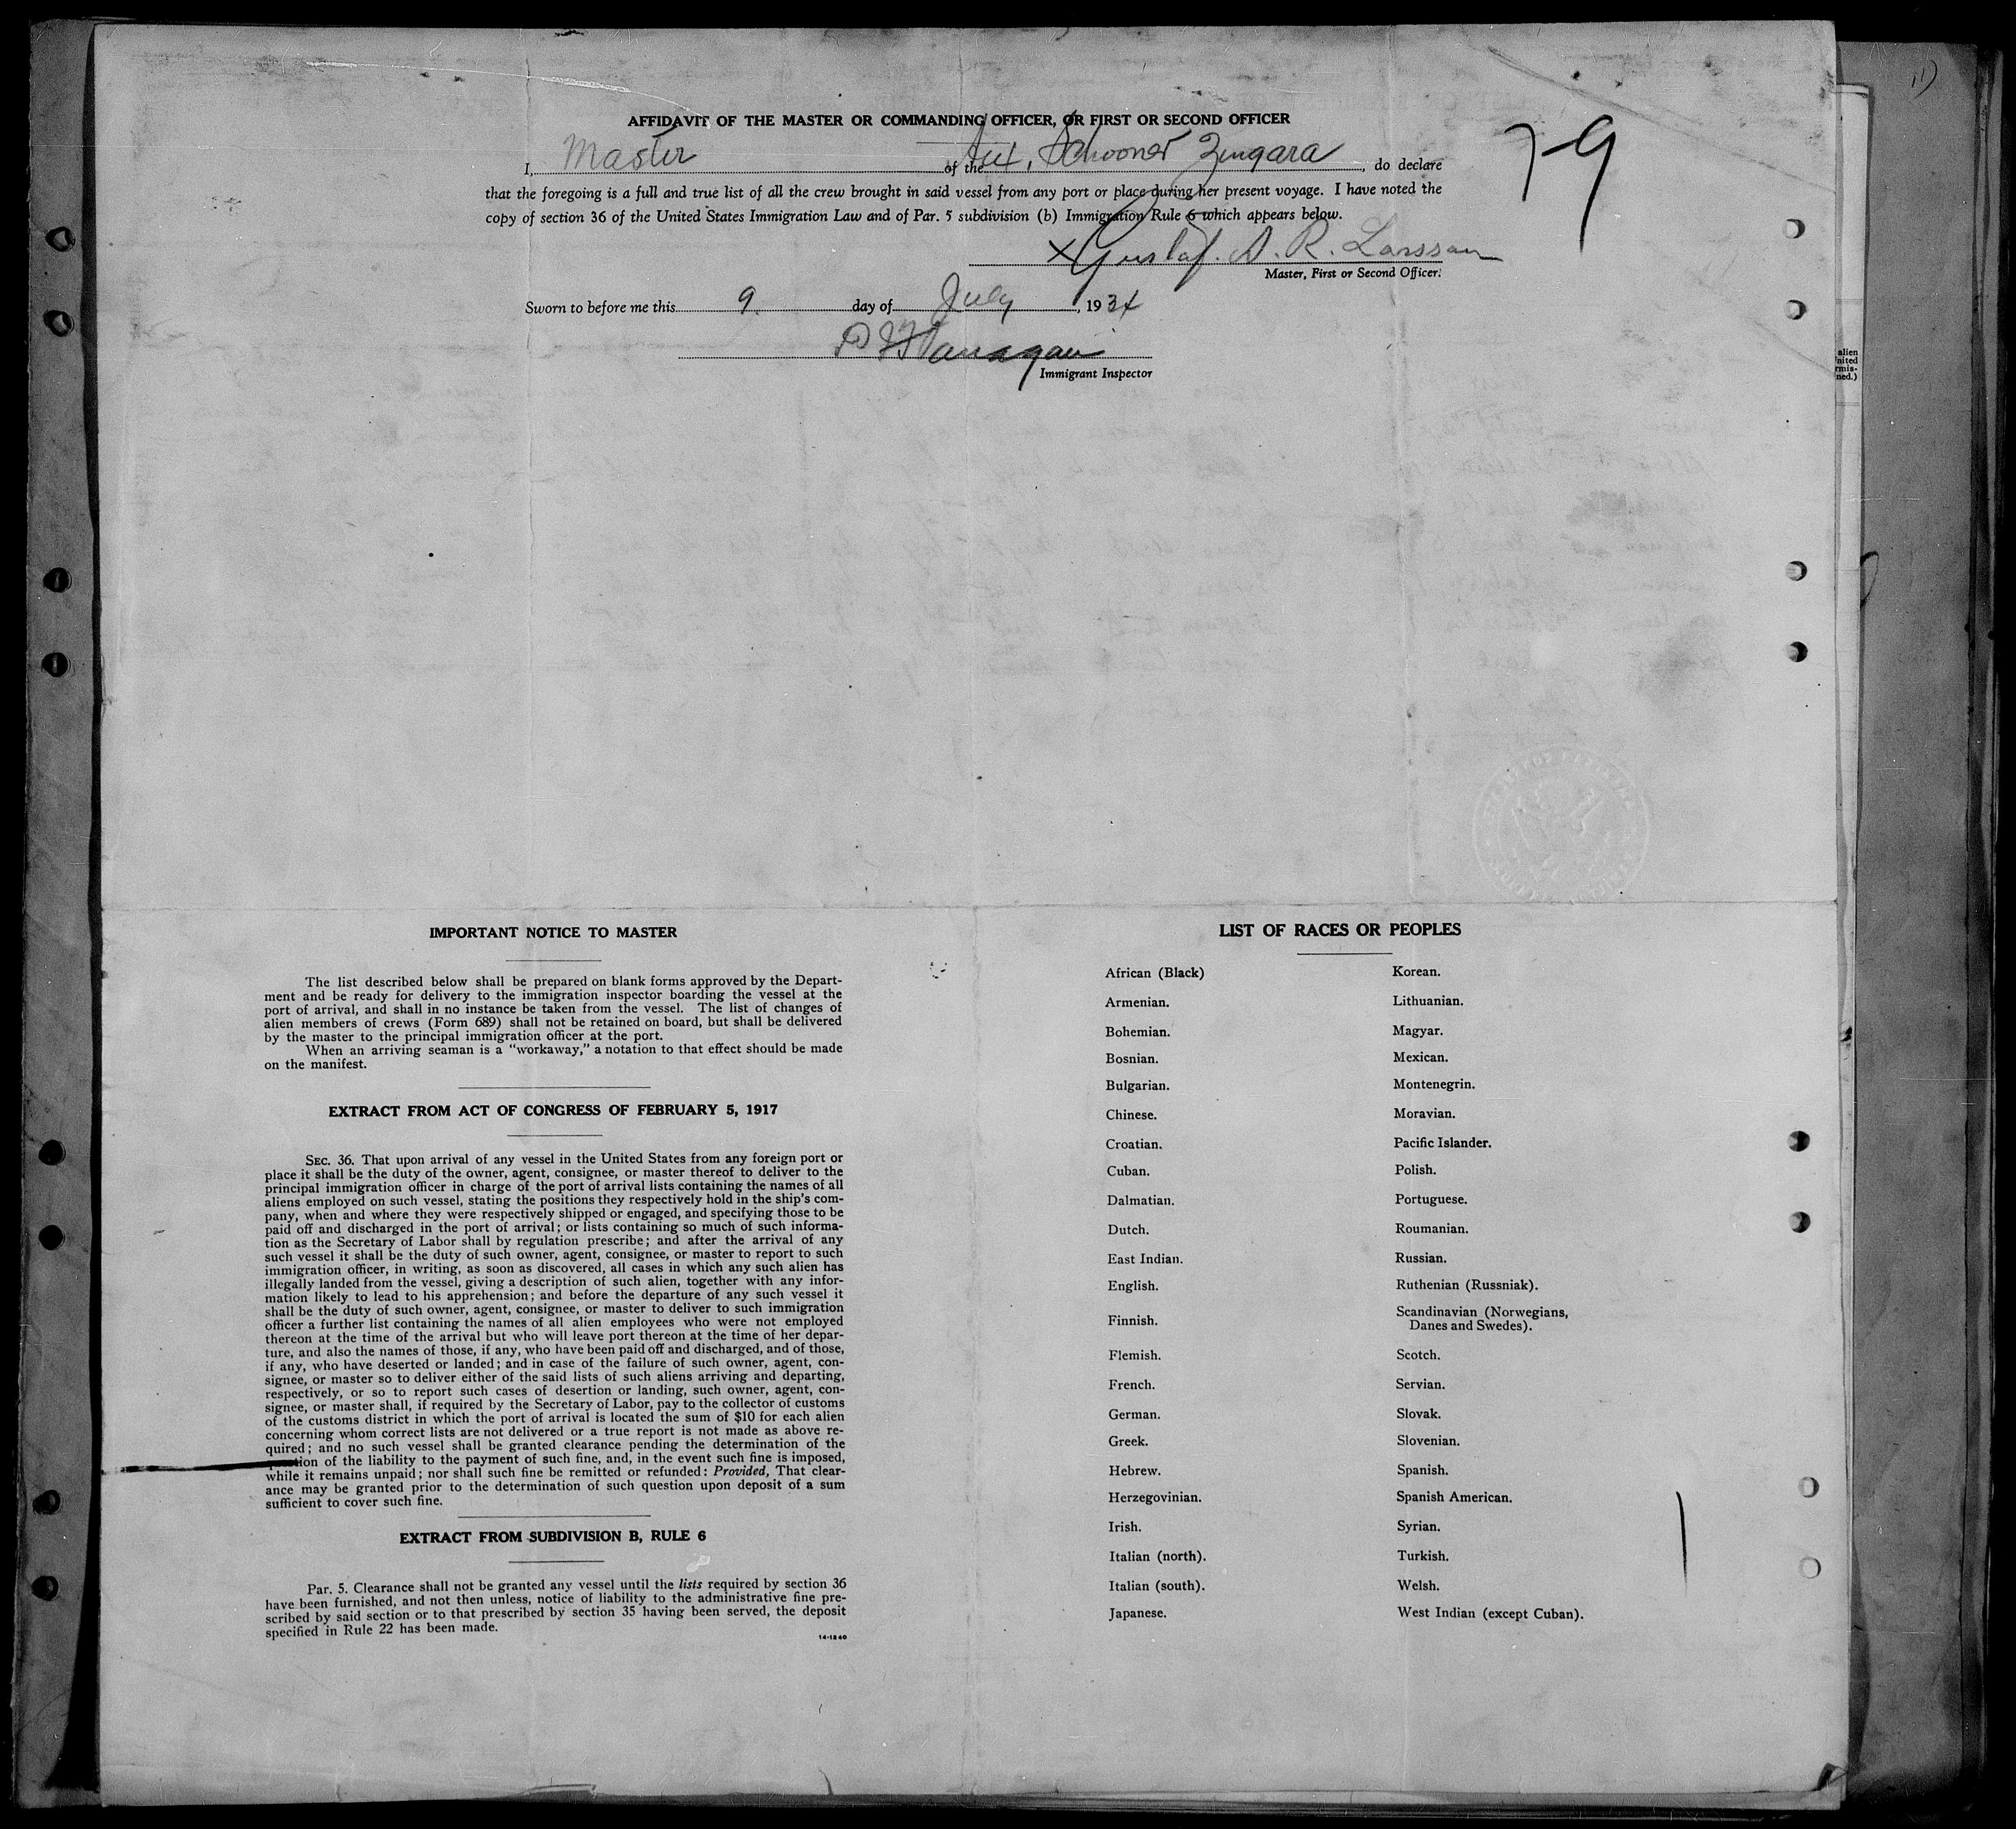 AFFIDAVIT OF THE MASTER OR COMMANDING OFFICER, OR FIRST OR SECOND OFFICER
I, Master of the Aux. Schooner Zingara, do declare
that the foregoing is a full and true list of all the crew brought in said vessel from any port or place during her present voyage. I have noted the
copy of section 36 of the United States Immigration Law and of Par. 5 subdivision (b) Immigration Rule 6 which appears below.
7-9
X Gustaf. A. R. Larsson
Master, First or Second Officer.
Sworn to before me this 9 day of July, 1934
P Flanagan
Immigrant Inspector
11)
alien
nited
rmis-
ned.)
IMPORTANT NOTICE TO MASTER
The list described below shall be prepared on blank forms approved by the Depart-
ment and be ready for delivery to the immigration inspector boarding the vessel at the
port of arrival, and shall in no instance be taken from the vessel. The list of changes of
alien members of crews (Form 689) shall not be retained on board, but shall be delivered
by the master to the principal immigration officer at the port.
When an arriving seaman is a "workaway," a notation to that effect should be made
on the manifest.
EXTRACT FROM ACT OF CONGRESS OF FEBRUARY 5, 1917
SEC. 36. That upon arrival of any vessel in the United States from any foreign port or
place it shall be the duty of the owner, agent, consignee, or master thereof to deliver to the
principal immigration officer in charge of the port of arrival lists containing the names of all
aliens employed on such vessel, stating the positions they respectively hold in the ship's com-
pany, when and where they were respectively shipped or engaged, and specifying those to be
paid off and discharged in the port of arrival; or lists containing so much of such informa-
tion as the Secretary of Labor shall by regulation prescribe; and after the arrival of any
such vessel it shall be the duty of such owner, agent, consignee, or master to report to such
immigration officer, in writing, as soon as discovered, all cases in which any such alien has
illegally landed from the vessel, giving a description of such alien, together with any infor-
mation likely to lead to his apprehension; and before the departure of any such vessel it
shall be the duty of such owner, agent, consignee, or master to deliver to such immigration
officer a further list containing the names of all alien employees who were not employed
thereon at the time of the arrival but who will leave port thereon at the time of her depar-
ture, and also the names of those, if any, who have been paid off and discharged, and of those,
if any, who have deserted or landed; and in case of the failure of such owner, agent, con-
signee, or master so to deliver either of the said lists of such aliens arriving and departing,
respectively, or so to report such cases of desertion or landing, such owner, agent, con-
signee, or master shall, if required by the Secretary of Labor, pay to the collector of customs
of the customs district in which the port of arrival is located the sum of $10 for each alien
concerning whom correct lists are not delivered or a true report is not made as above re-
quired; and no such vessel shall be granted clearance pending the determination of the
question of the liability to the payment of such fine, and, in the event such fine is imposed,
while it remains unpaid; nor shall such fine be remitted or refunded: Provided, That clear-
ance may be granted prior to the determination of such question upon deposit of a sum
sufficient to cover such fine.
EXTRACT FROM SUBDIVISION B, RULE 6
Par. 5. Clearance shall not be granted any vessel until the lists required by section 36
have been furnished, and not then unless, notice of liability to the administrative fine pre-
scribed by said section or to that prescribed by section 35 having been served, the deposit
specified in Rule 22 has been made.
14-1240
LIST OF RACES OR PEOPLES
African (Black)
Armenian.
Bohemian.
Bosnian.
Bulgarian.
Chinese.
Croatian.
Cuban.
Dalmatian.
Dutch.
East Indian.
English.
Finnish.
Flemish.
French.
German.
Greek.
Hebrew.
Herzegovinian.
Irish.
Italian (north).
Italian (south).
Japanese.
Korean.
Lithuanian.
Magyar.
Mexican.
Montenegrin.
Moravian.
Pacific Islander.
Polish.
Portuguese.
Roumanian.
Russian.
Ruthenian (Russniak).
Scandinavian (Norwegians,
Danes and Swedes).
Scotch.
Servian.
Slovak.
Slovenian.
Spanish.
Spanish American.
Syrian.
Turkish.
Welsh.
West Indian (except Cuban).